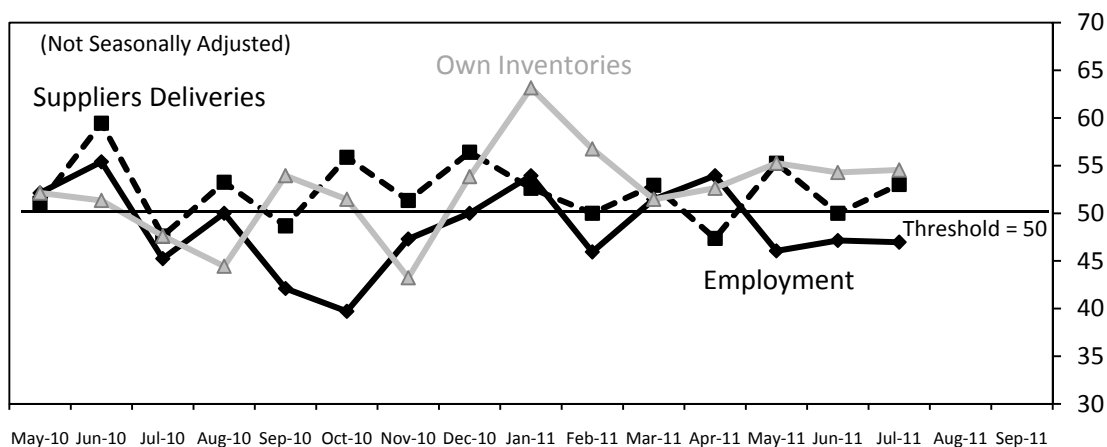 70
(Not Seasonally Adjusted)
Own Inventories
65
Suppliers Deliveries
60
55
50
Threshold = 50
45
Employment
40
35
30
May-10 Jun-10 Jul-10 Aug-10 Sep-10 Oct-10 Nov-10 Dec-10 Jan-11 Feb-11 Mar-11 Apr-11 May-11 Jun-11 Jul-11 Aug-11 Sep-11